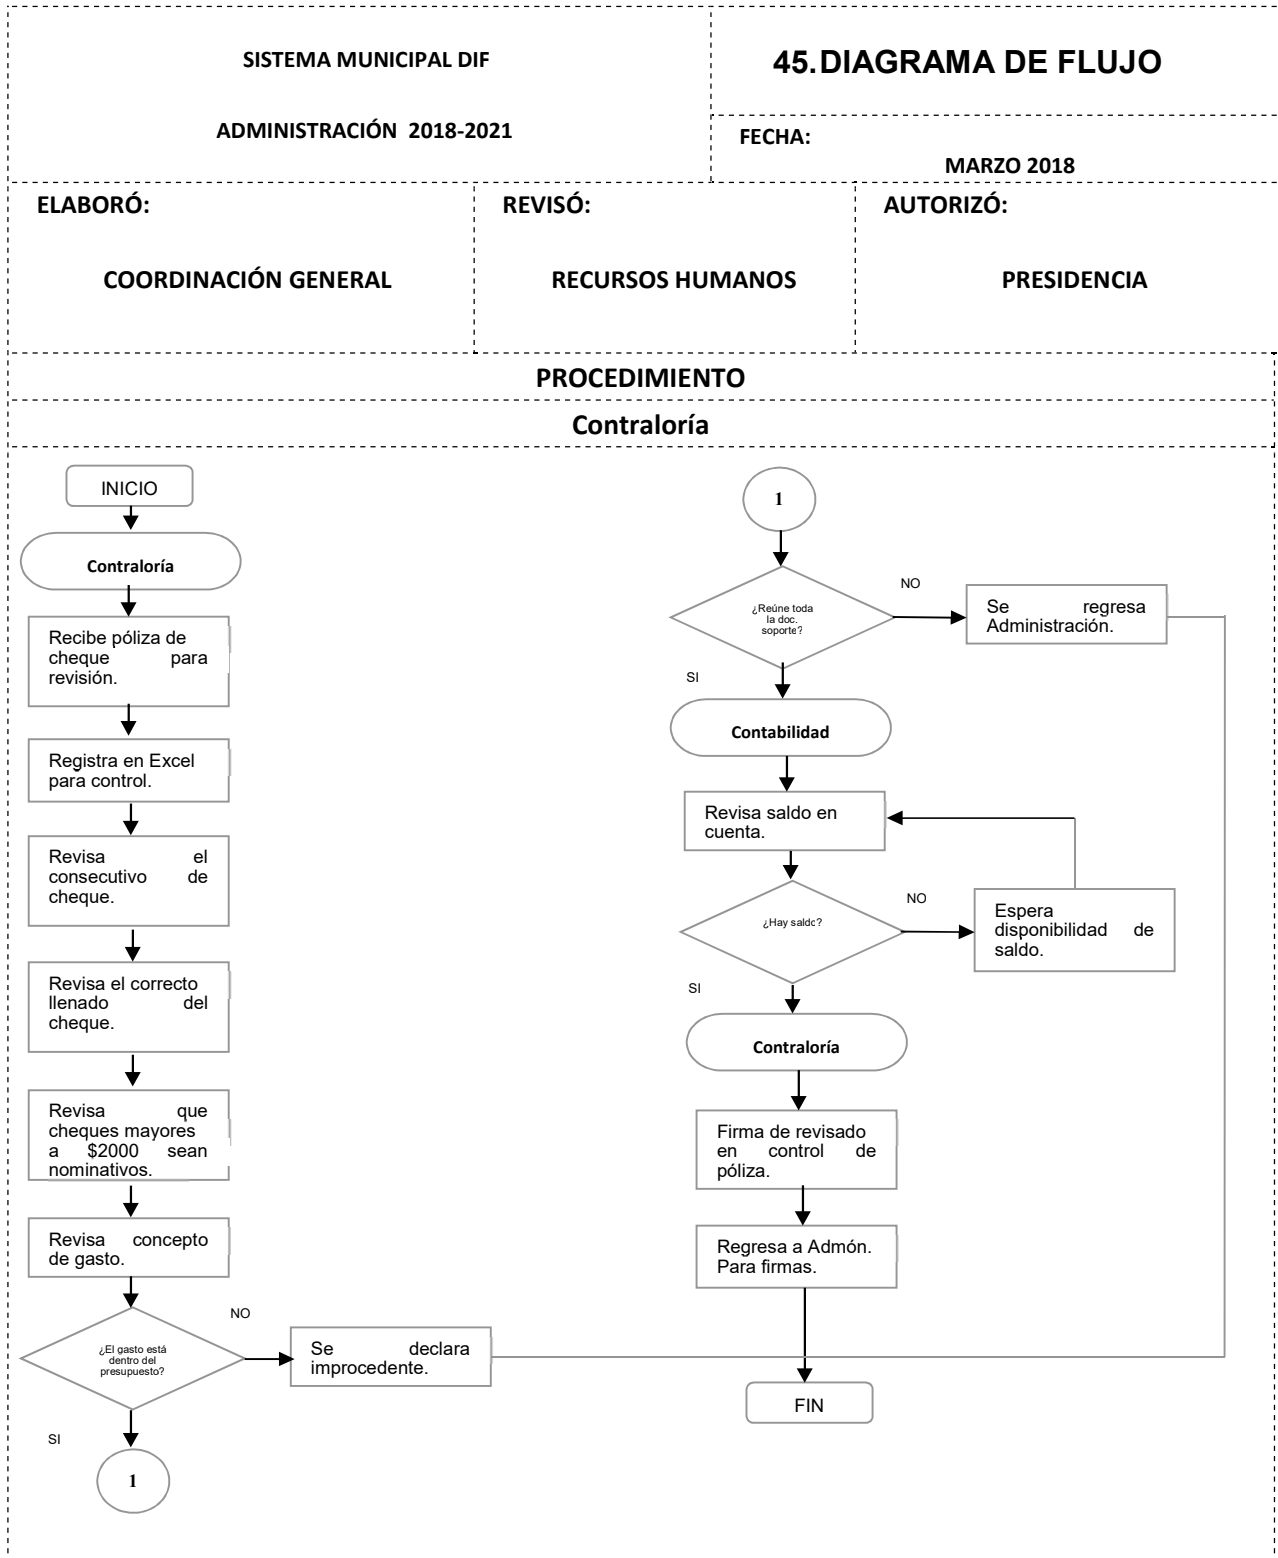 SISTEMA MUNICIPAL DIF
ADMINISTRACIÓN 2018-2021
45.DIAGRAMA DE FLUJO
FECHA:
MARZO 2018
ELABORÓ:
COORDINACIÓN GENERAL
REVISÓ:
RECURSOS HUMANOS
AUTORIZÓ:
PRESIDENCIA
PROCEDIMIENTO
Contraloría
INICIO
Contraloría
Recibe póliza de
cheque para
revisión.
Registra en Excel
para control.
Revisa el
consecutivo de
cheque.
Revisa el correcto
llenado del
cheque.
Revisa que
cheques mayores
a $2000 sean
nominativos.
Revisa concepto
de gasto.
¿El gasto está
dentro del
presupuesto?
NO
Se declara
improcedente.
SI
1
1
¿Reúne toda
la doc.
soporte?
NO
Se regresa
Administración.
SI
Contabilidad
Revisa saldo en
cuenta.
¿Hay saldo?
NO
Espera
disponibilidad de
saldo.
SI
Contraloría
Firma de revisado
en control de
póliza.
Regresa a Admón.
Para firmas.
FIN